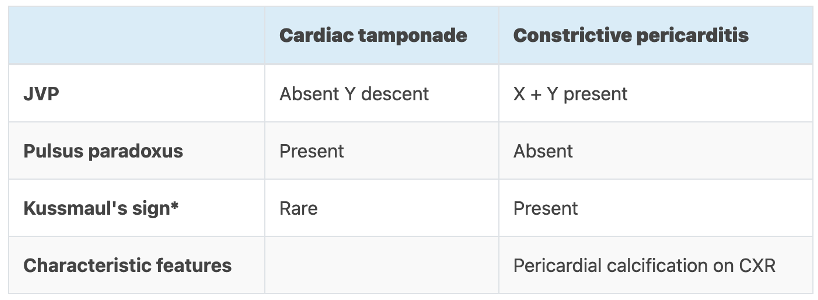 Cardiac tamponade Constrictive pericarditis
JVP Absent Y descent X + Y present
Pulsus paradoxus Present Absent
Kussmaul's sign* Rare Present
Characteristic features Pericardial calcification on CXR